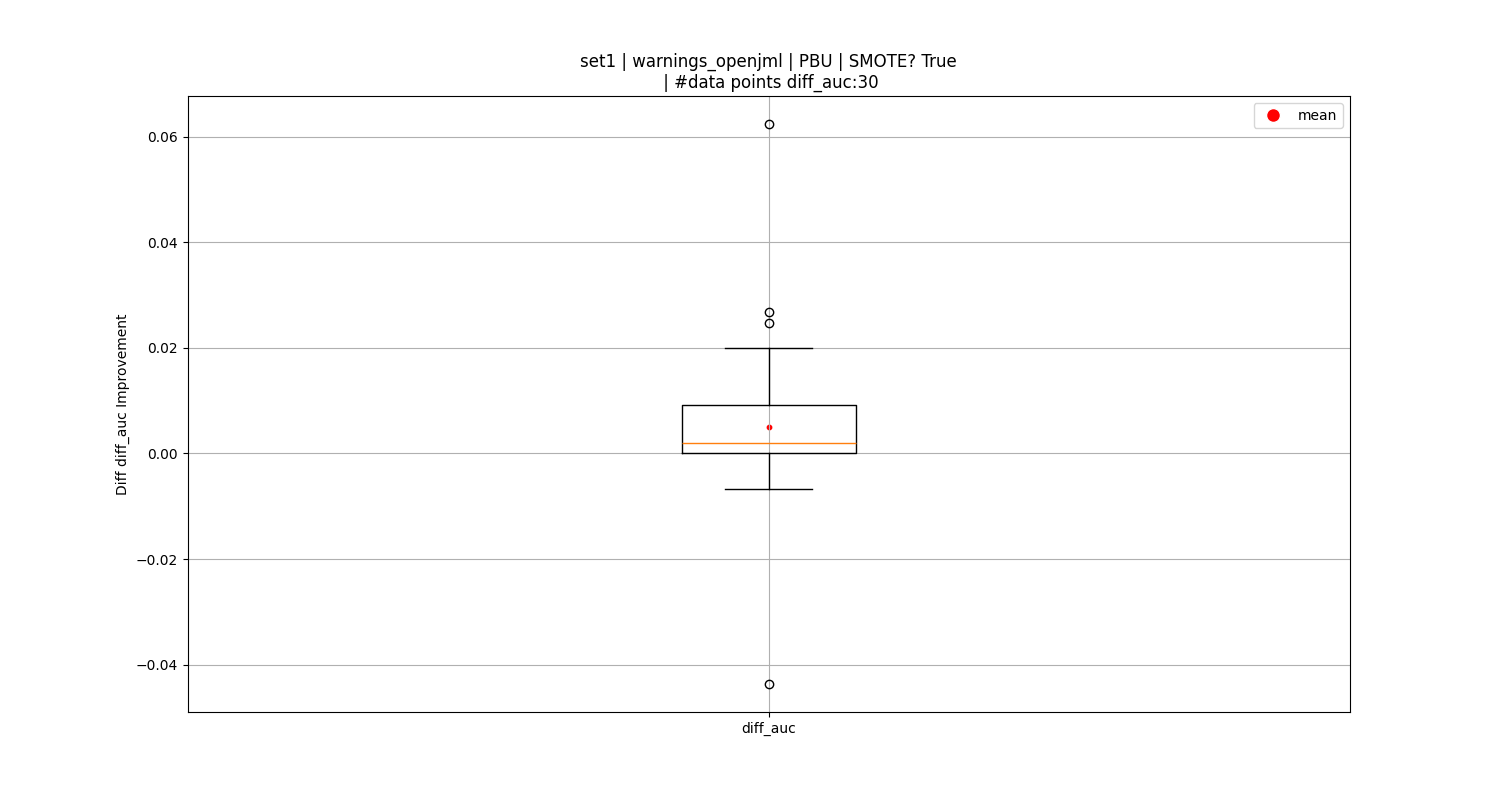 set1 | warnings_openjml | PBU | SMOTE? True
| #data points diff_auc:30
mean
0.06
0.04
0.02
0.00
−0.02
−0.04
Diff diff_auc Improvement
diff_auc